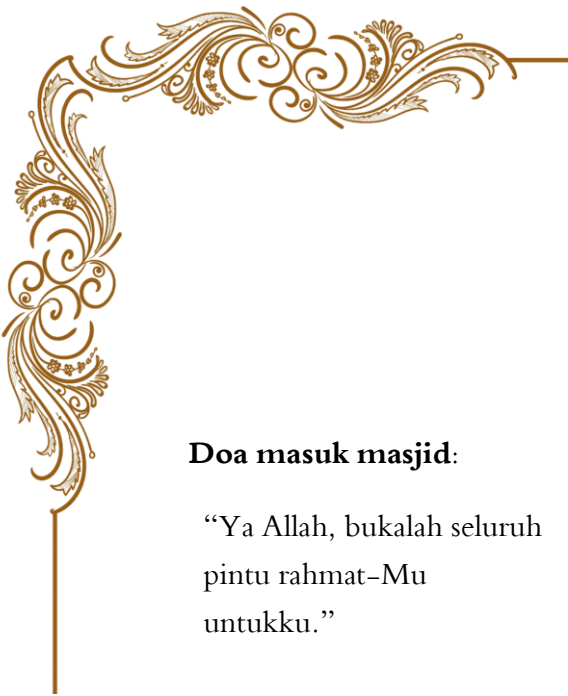 Doa masuk masjid:
“Ya Allah, bukalah seluruh
pintu rahmat-Mu
untukku.”